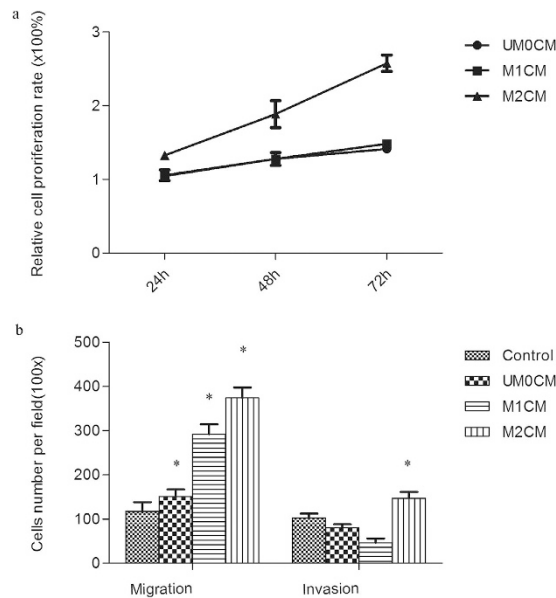 a
Relative cell proriferation rate (x100%)
3
2
1
0
24h
48h
72h
UM0CM
M1CM
M2CM
b
Cells number per field(100x)
500
400
300
200
100
0
*
*
*
*
Migration
Invasion
Control
UM0CM
M1CM
M2CM